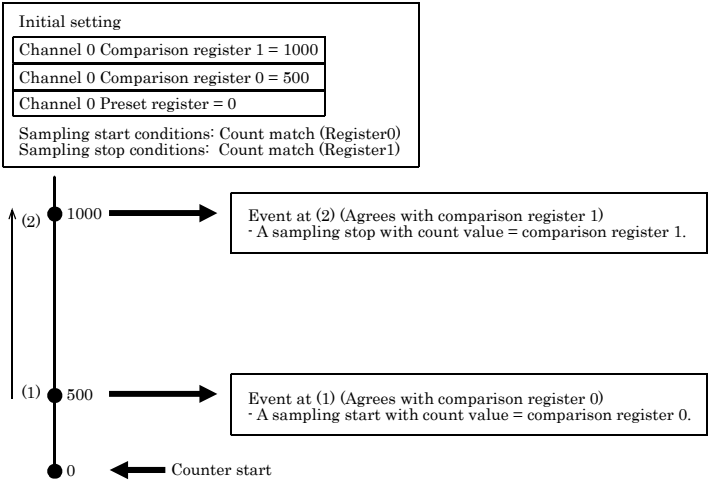 Initial setting
Channel 0 Comparison register 1 = 1000
Channel 0 Comparison register 0 = 500
Channel 0 Preset register = 0
Sampling start conditions: Count match (Register0)
Sampling stop conditions:  Count match (Register1)
(2)
1000
Event at (2) (Agrees with comparison register 1)
- A sampling stop with count value = comparison register 1.
(1)
500
Event at (1) (Agrees with comparison register 0)
- A sampling start with count value = comparison register 0.
0
Counter start